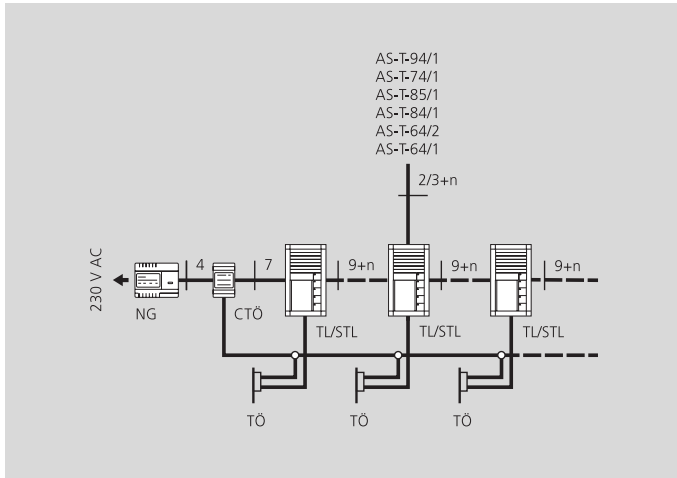 AS-T-94/1
AS-T-74/1
AS-T-85/1
AS-T-84/1
AS-T-64/2
AS-T-64/1
2/3+n
230 V AC
4
7
9+n
9+n
9+n
NG
CTÖ
TL/STL
TL/STL
TL/STL
TÖ
TÖ
TÖ